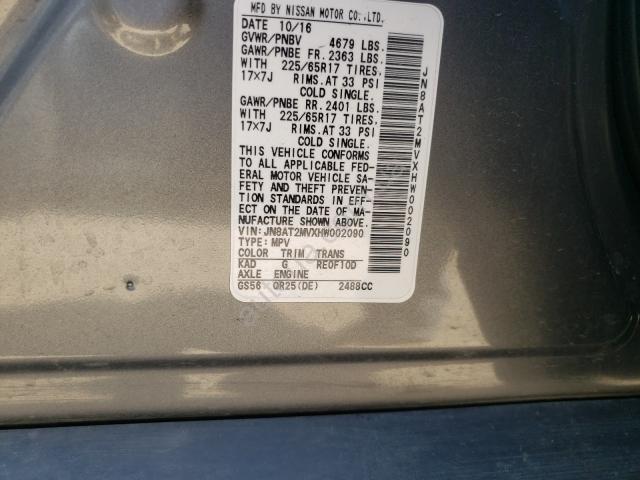 MFD BY NISSAN MOTOR CO.,LTD.
DATE 10/16
GVWR/PNBV 4679 LBS.
GAWR/PNBE FR. 2363 LBS.
WITH 225/65R17 TIRES,
17X7J RIMS.AT 33 PSI
COLD SINGLE.
GAWR/PNBE RR. 2401 LBS.
WITH 225/65R17 TIRES,
17X7J RIMS.AT 33 PSI
COLD SINGLE.
THIS VEHICLE CONFORMS
TO ALL APPLICABLE FED-
ERAL MOTOR VEHICLE SA-
FETY AND THEFT PREVEN-
TION STANDARDS IN EFF-
ECT ON THE DATE OF MA-
NUFACTURE SHOWN ABOVE.
VIN: JN8AT2MVXHW002090
TYPE: MPV
COLOR TRIM TRANS
KAD G RE0F10D
AXLE ENGINE
GS56 QR25(DE) 2488CC
JN8AT2MVXHW002090